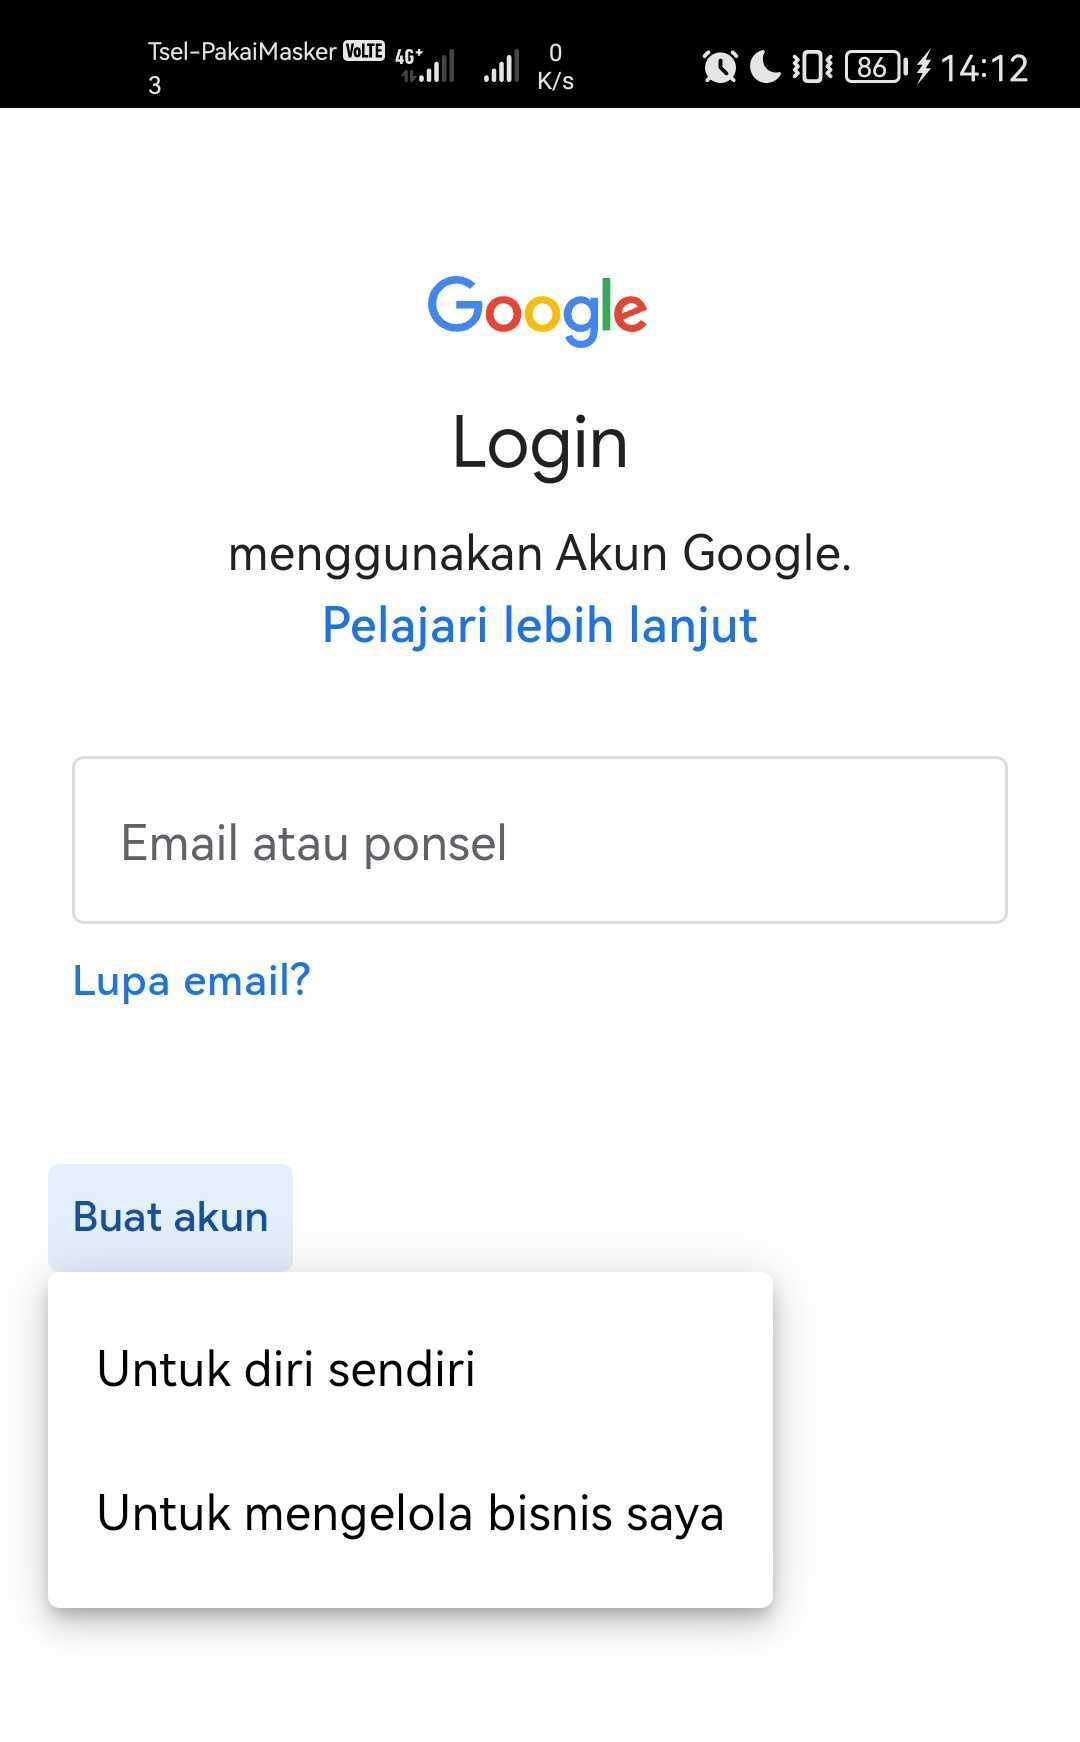 Tsel-PakaiMasker VoLTE 4G+ 0 86 14:12
3 K/s
Google
Login
menggunakan Akun Google.
Pelajari lebih lanjut
Email atau ponsel
Lupa email?
Buat akun
Untuk diri sendiri
Untuk mengelola bisnis saya